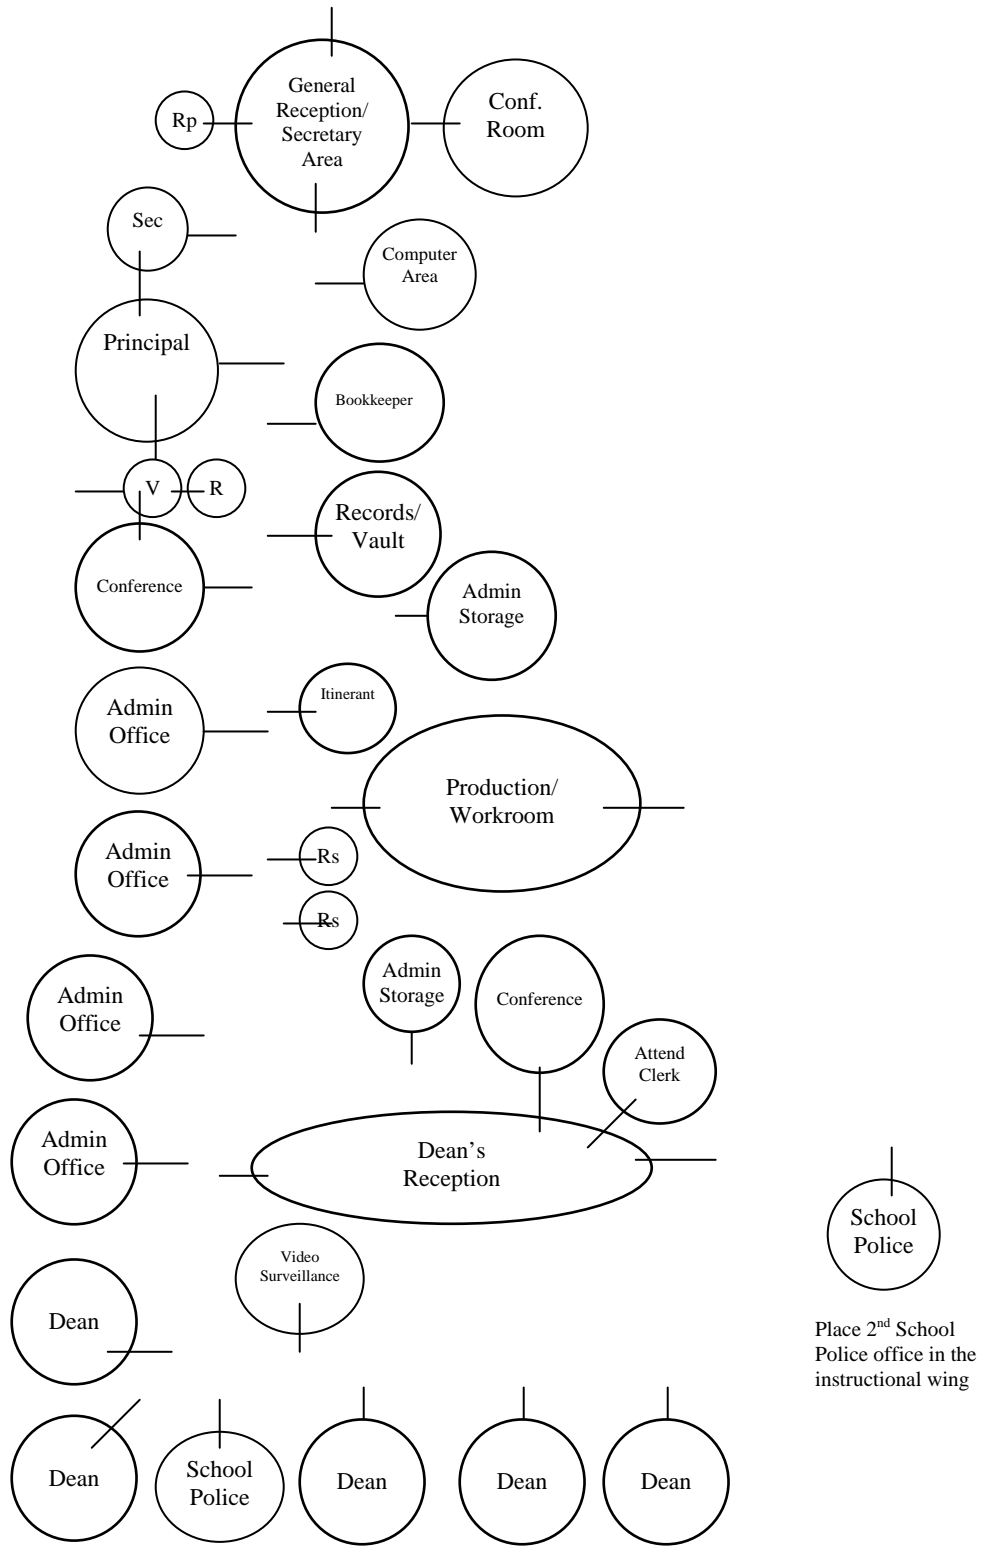 General
Reception/
Secretary
Area
Rp
Conf.
Room
Sec
Computer
Area
Principal
Bookkeeper
V
R
Records/
Vault
Conference
Admin
Storage
Itinerant
Admin
Office
Production/
Workroom
Admin
Office
Rs
Rs
Admin
Storage
Conference
Admin
Office
Attend
Clerk
Admin
Office
Dean's
Reception
School
Police
Video
Surveillance
Dean
Place 2nd School
Police office in the
instructional wing
Dean
School
Police
Dean
Dean
Dean